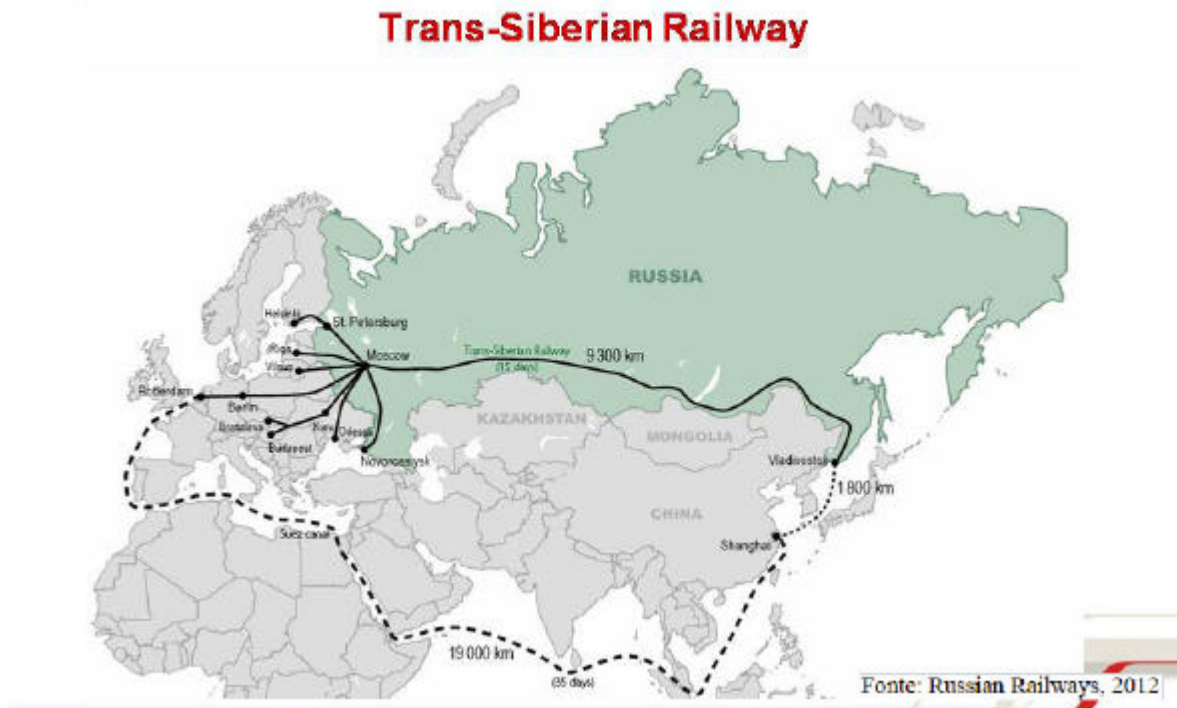 Trans-Siberian Railway
RUSSIA
Helsinki
St. Petersburg
Riga
Moscow
Trans-Siberian Railway
(15 days)
9 300 km
Vilnius
Rotterdam
Berlin
KAZAKHSTAN
Bratislava
Kiev
Odessa
MONGOLIA
Budapest
Novorossiysk
Vladivostok
1 800 km
CHINA
Suez canal
Shanghai
19 000 km
(35 days)
Fonte: Russian Railways, 2012